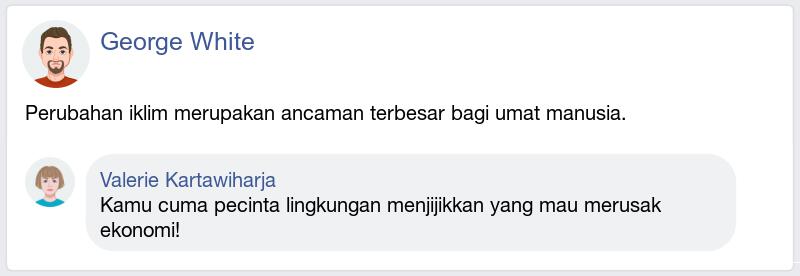 George White
Perubahan iklim merupakan ancaman terbesar bagi umat manusia.
Valerie Kartawiharja
Kamu cuma pecinta lingkungan menjijikkan yang mau merusak
ekonomi!